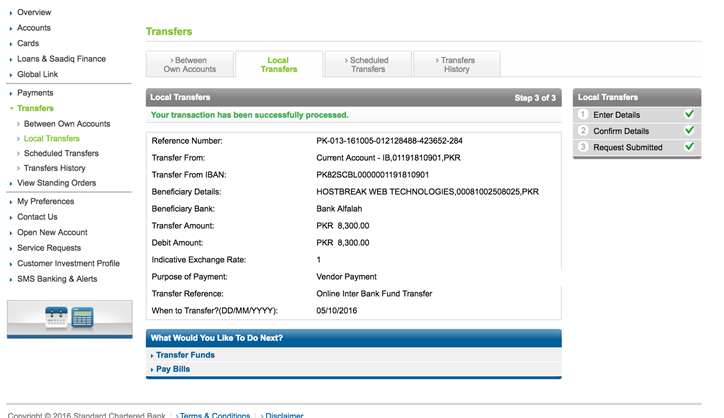 Overview
Accounts
Cards
Loans & Saadiq Finance
Global Link
Payments
Transfers
Between Own Accounts
Local Transfers
Scheduled Transfers
Transfers History
View Standing Orders
My Preferences
Contact Us
Open New Account
Service Requests
Customer Investment Profile
SMS Banking & Alerts
Transfers
Between
Own Accounts
Local
Transfers
Scheduled
Transfers
Transfers
History
Local Transfers Step 3 of 3
Your transaction has been successfully processed.
Reference Number: PK-013-161005-012128488-423652-284
Transfer From: Current Account - IB,01191810901,PKR
Transfer From IBAN: PK82SCBL0000001191810901
Beneficiary Details: HOSTBREAK WEB TECHNOLOGIES,00081002508025,PKR
Beneficiary Bank: Bank Alfalah
Transfer Amount: PKR 8,300.00
Debit Amount: PKR 8,300.00
Indicative Exchange Rate: 1
Purpose of Payment: Vendor Payment
Transfer Reference: Online Inter Bank Fund Transfer
When to Transfer?(DD/MM/YYYY): 05/10/2016
What Would You Like To Do Next?
Transfer Funds
Pay Bills
Local Transfers
1 Enter Details
2 Confirm Details
3 Request Submitted
Copyright © 2016 Standard Chartered Bank | Terms & Conditions | Disclaimer